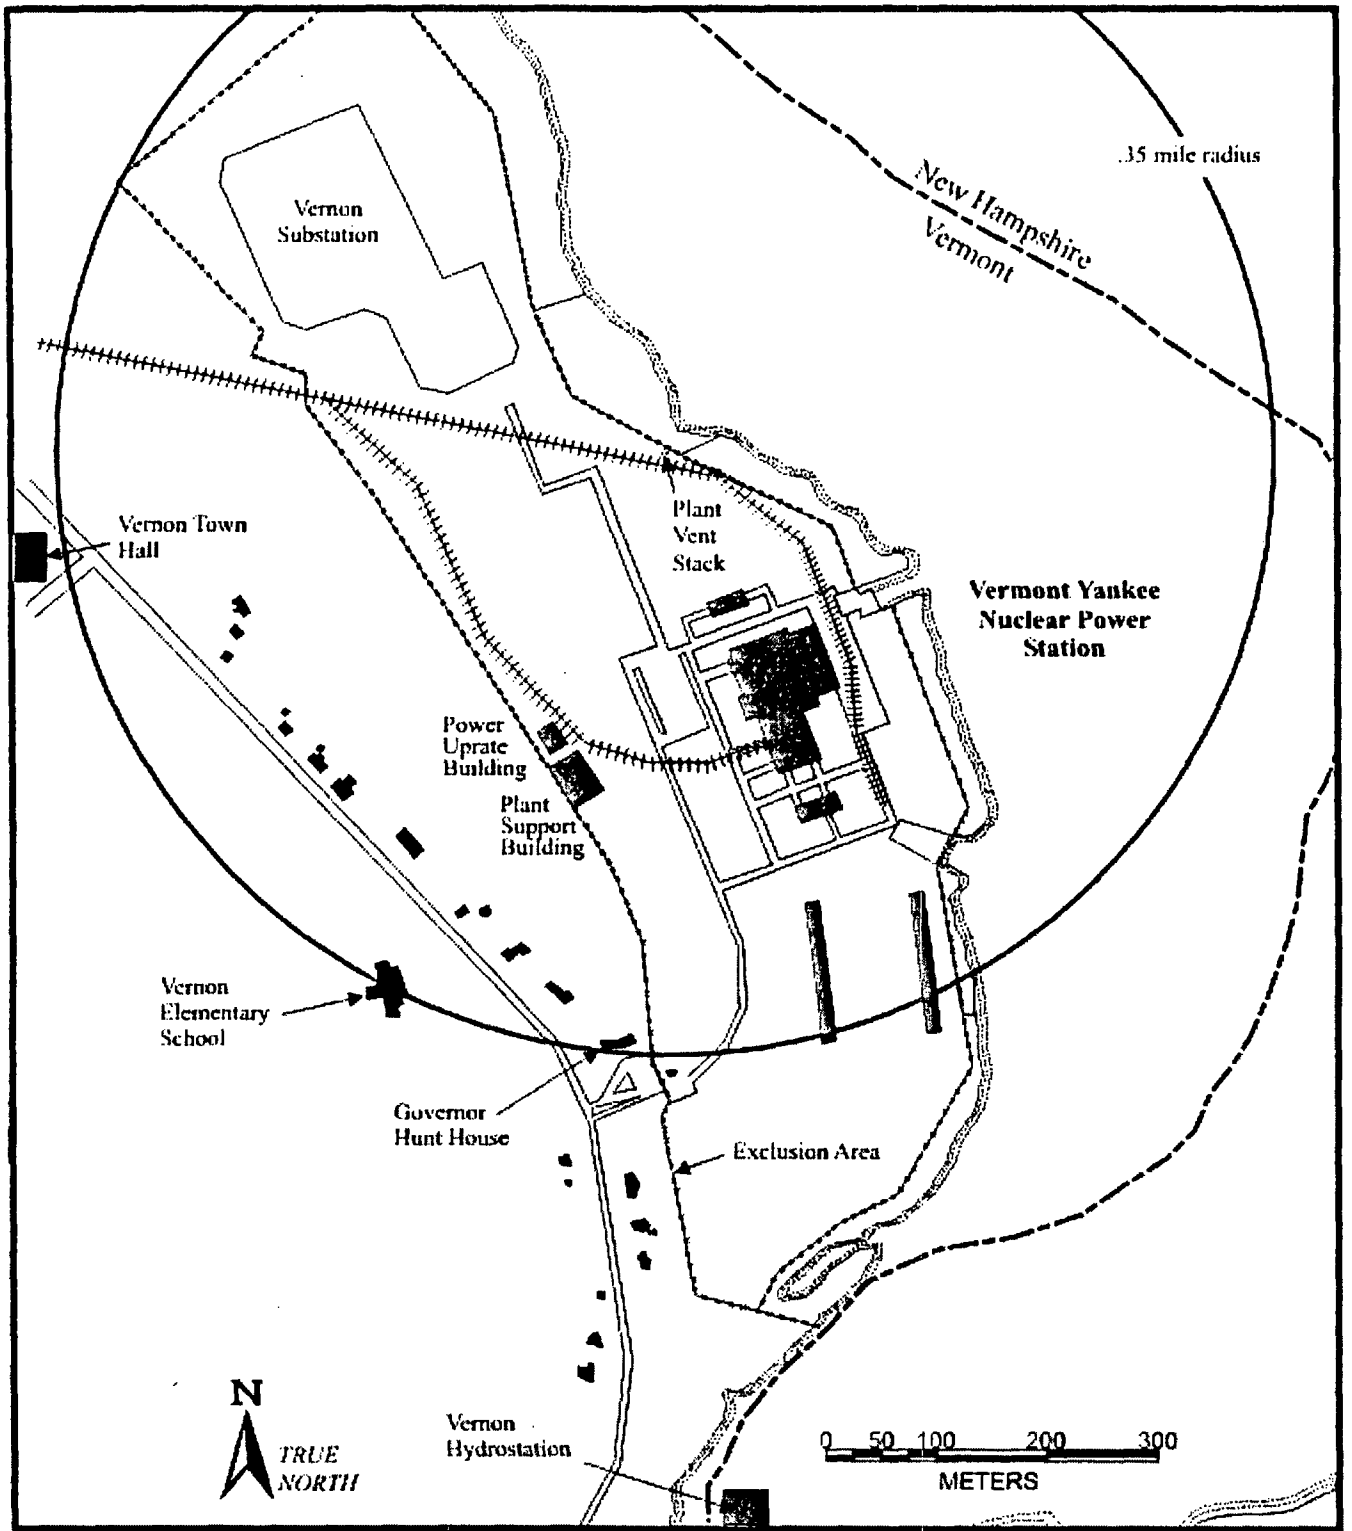 .35 mile radius
New Hampshire
Vermont
Vernon
Substation
Plant
Vent
Stack
Vernon Town
Hall
Vermont Yankee
Nuclear Power
Station
Power
Uprate
Building
Plant
Support
Building
Vernon
Elementary
School
Governor
Hunt House
Exclusion Area
N
TRUE
NORTH
Vernon
Hydrostation
0 50 100 200 300
METERS